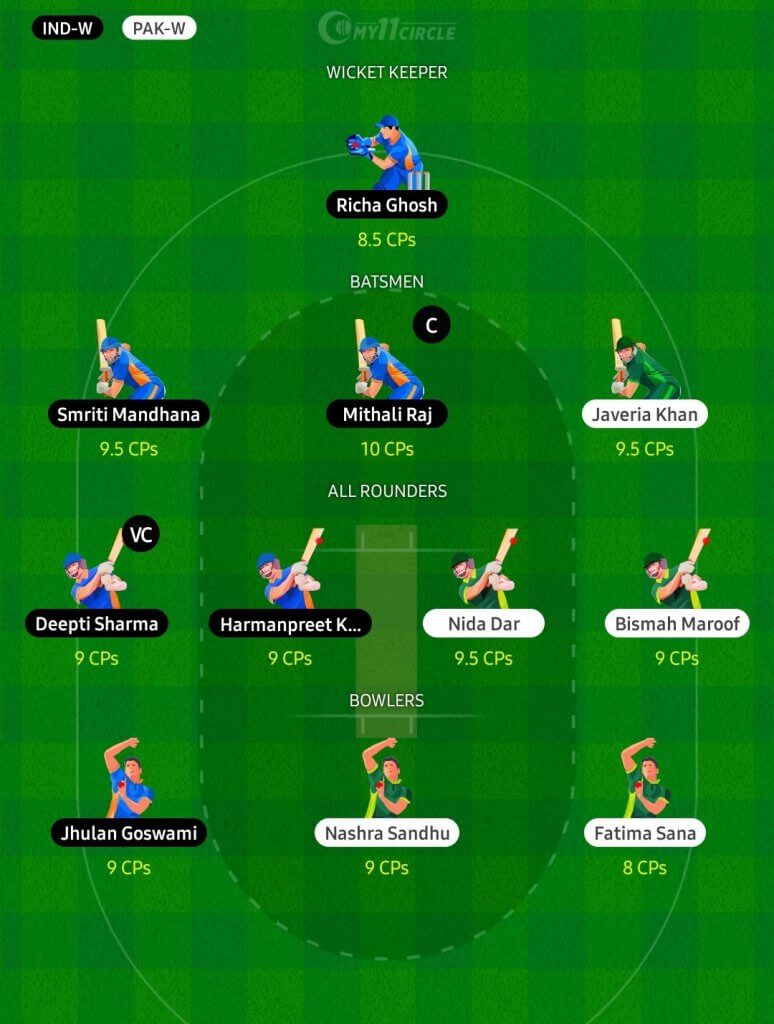 IND-W PAK-W MY11CIRCLE
WICKET KEEPER
Richa Ghosh
8.5 CPs
BATSMEN
C
Smriti Mandhana Mithali Raj Javeria Khan
9.5 CPs 10 CPs 9.5 CPs
ALL ROUNDERS
VC
Deepti Sharma Harmanpreet K... Nida Dar Bismah Maroof
9 CPs 9 CPs 9.5 CPs 9 CPs
BOWLERS
Jhulan Goswami Nashra Sandhu Fatima Sana
9 CPs 9 CPs 8 CPs